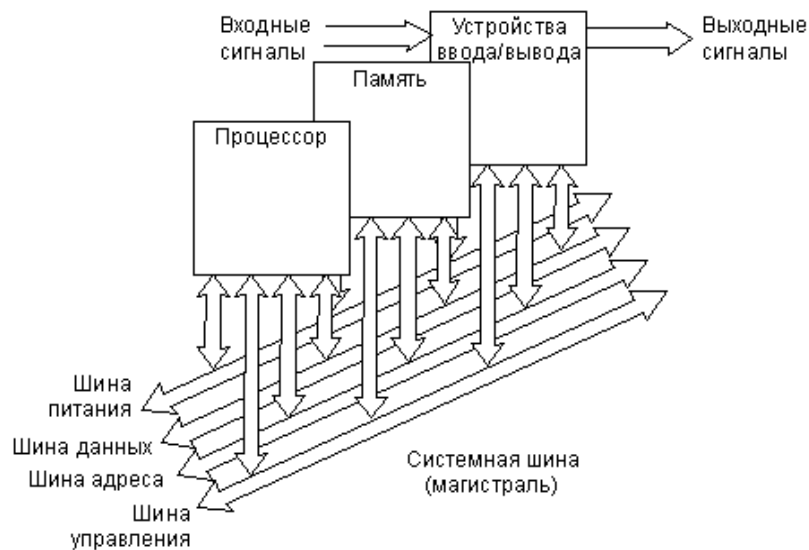 Входные
сигналы
Устройства
ввода/вывода
Выходные
сигналы
Память
Процессор
Шина
питания
Шина данных
Шина адреса
Шина
управления
Системная шина
(магистраль)